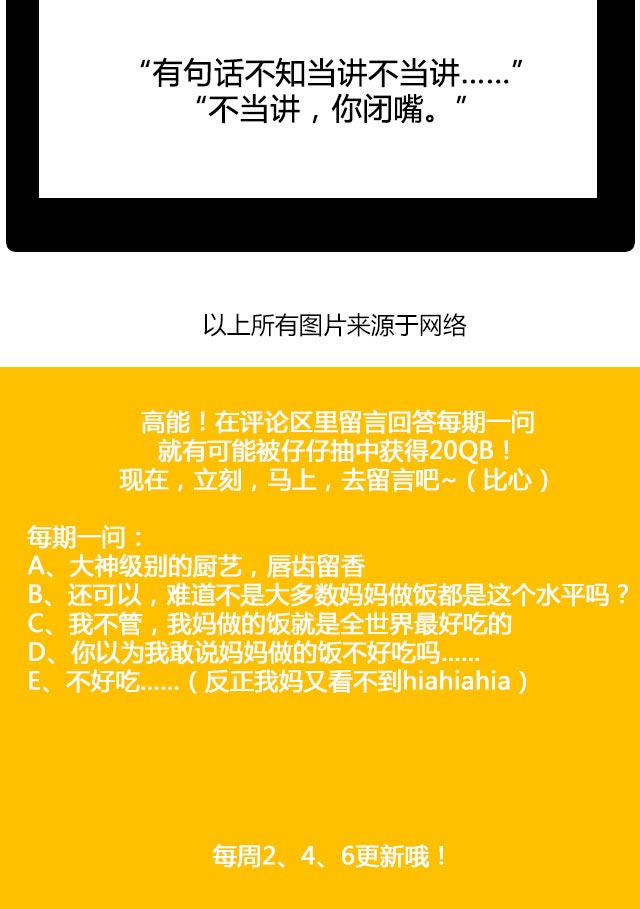 “有句话不知当讲不当讲……”
“不当讲，你闭嘴。”
以上所有图片来源于网络
高能！在评论区里留言回答每期一问
就有可能被仔仔抽中获得20QB！
现在，立刻，马上，去留言吧~（比心）
每期一问：
A、大神级别的厨艺，唇齿留香
B、还可以，难道不是大多数妈妈做饭都是这个水平吗？
C、我不管，我妈做的饭就是全世界最好吃的
D、你以为我敢说妈妈做的饭不好吃吗……
E、不好吃……（反正我妈又看不到hiahiahia）
每周2、4、6更新哦！